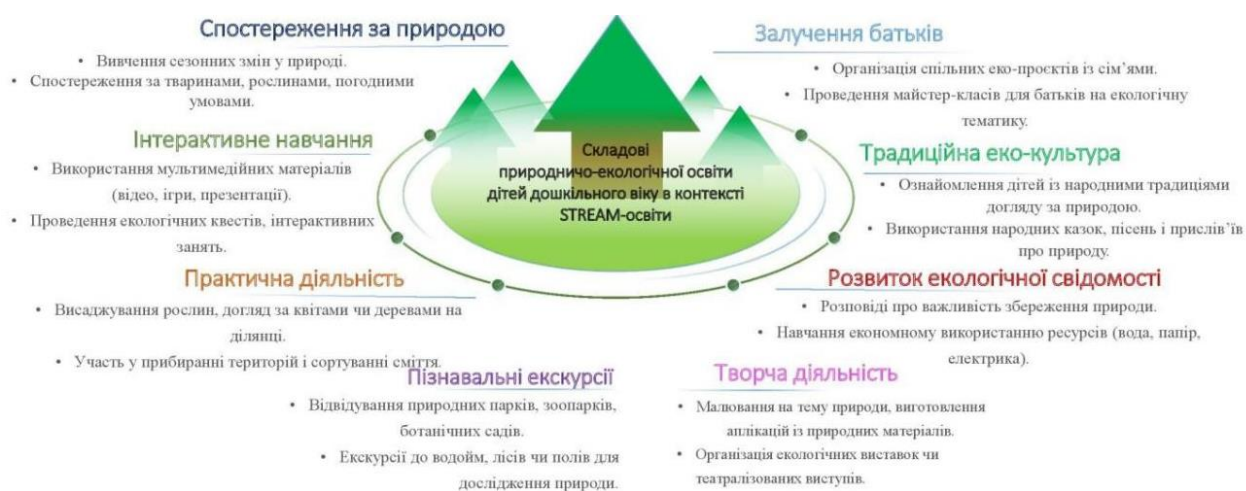 Спостереження за природою
• Вивчення сезонних змін у природі.
• Спостереження за тваринами, рослинами, погодними
умовами.
Інтерактивне навчання
• Використання мультимедійних матеріалів
(відео, ігри, презентації).
• Проведення екологічних квестів, інтерактивних
занять.
Практична діяльність
• Висаджування рослин, догляд за квітами чи деревами на
ділянці.
• Участь у прибиранні територій і сортуванні сміття.
Пізнавальні екскурсії
• Відвідування природних парків, зоопарків,
ботанічних садів.
• Екскурсії до водойм, лісів чи полів для
дослідження природи.
Складові
природничо-екологічної освіти
дітей дошкільного віку в контексті
STREAM-освіти
Залучення батьків
• Організація спільних еко-проєктів із сім’ями.
• Проведення майстер-класів для батьків на екологічну
тематику.
Традиційна еко-культура
• Ознайомлення дітей із народними традиціями
догляду за природою.
• Використання народних казок, пісень і прислів’їв
про природу.
Розвиток екологічної свідомості
• Розповіді про важливість збереження природи.
• Навчання економному використанню ресурсів (вода, папір,
електрика).
Творча діяльність
• Малювання на тему природи, виготовлення
аплікацій із природних матеріалів.
• Організація екологічних виставок чи
театралізованих виступів.